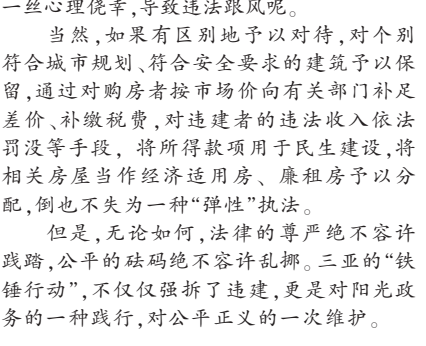 一丝心理侥幸,导致违法跟风呢。
当然,如果有区别地予以对待,对个别
符合城市规划、符合安全要求的建筑予以保
留,通过对购房者按市场价向有关部门补足
差价、补缴税费,对违建者的违法收入依法
罚没等手段,将所得款项用于民生建设,将
相关房屋当作经济适用房、廉租房予以分
配,倒也不失为一种“弹性”执法。
但是,无论如何,法律的尊严绝不容许
践踏,公平的砝码绝不容许乱挪。三亚的“铁
锤行动”,不仅仅强拆了违建,更是对阳光政
务的一种践行,对公平正义的一次维护。